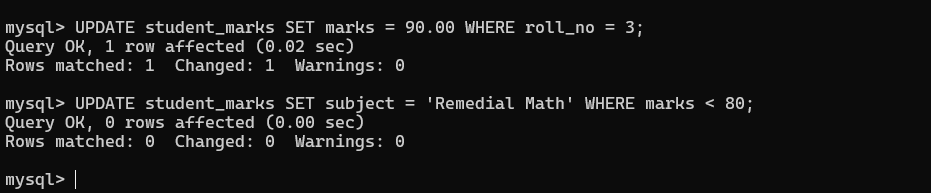 mysql> UPDATE student_marks SET marks = 90.00 WHERE roll_no = 3;
Query OK, 1 row affected (0.02 sec)
Rows matched: 1  Changed: 1  Warnings: 0
mysql> UPDATE student_marks SET subject = 'Remedial Math' WHERE marks < 80;
Query OK, 0 rows affected (0.00 sec)
Rows matched: 0  Changed: 0  Warnings: 0
mysql>